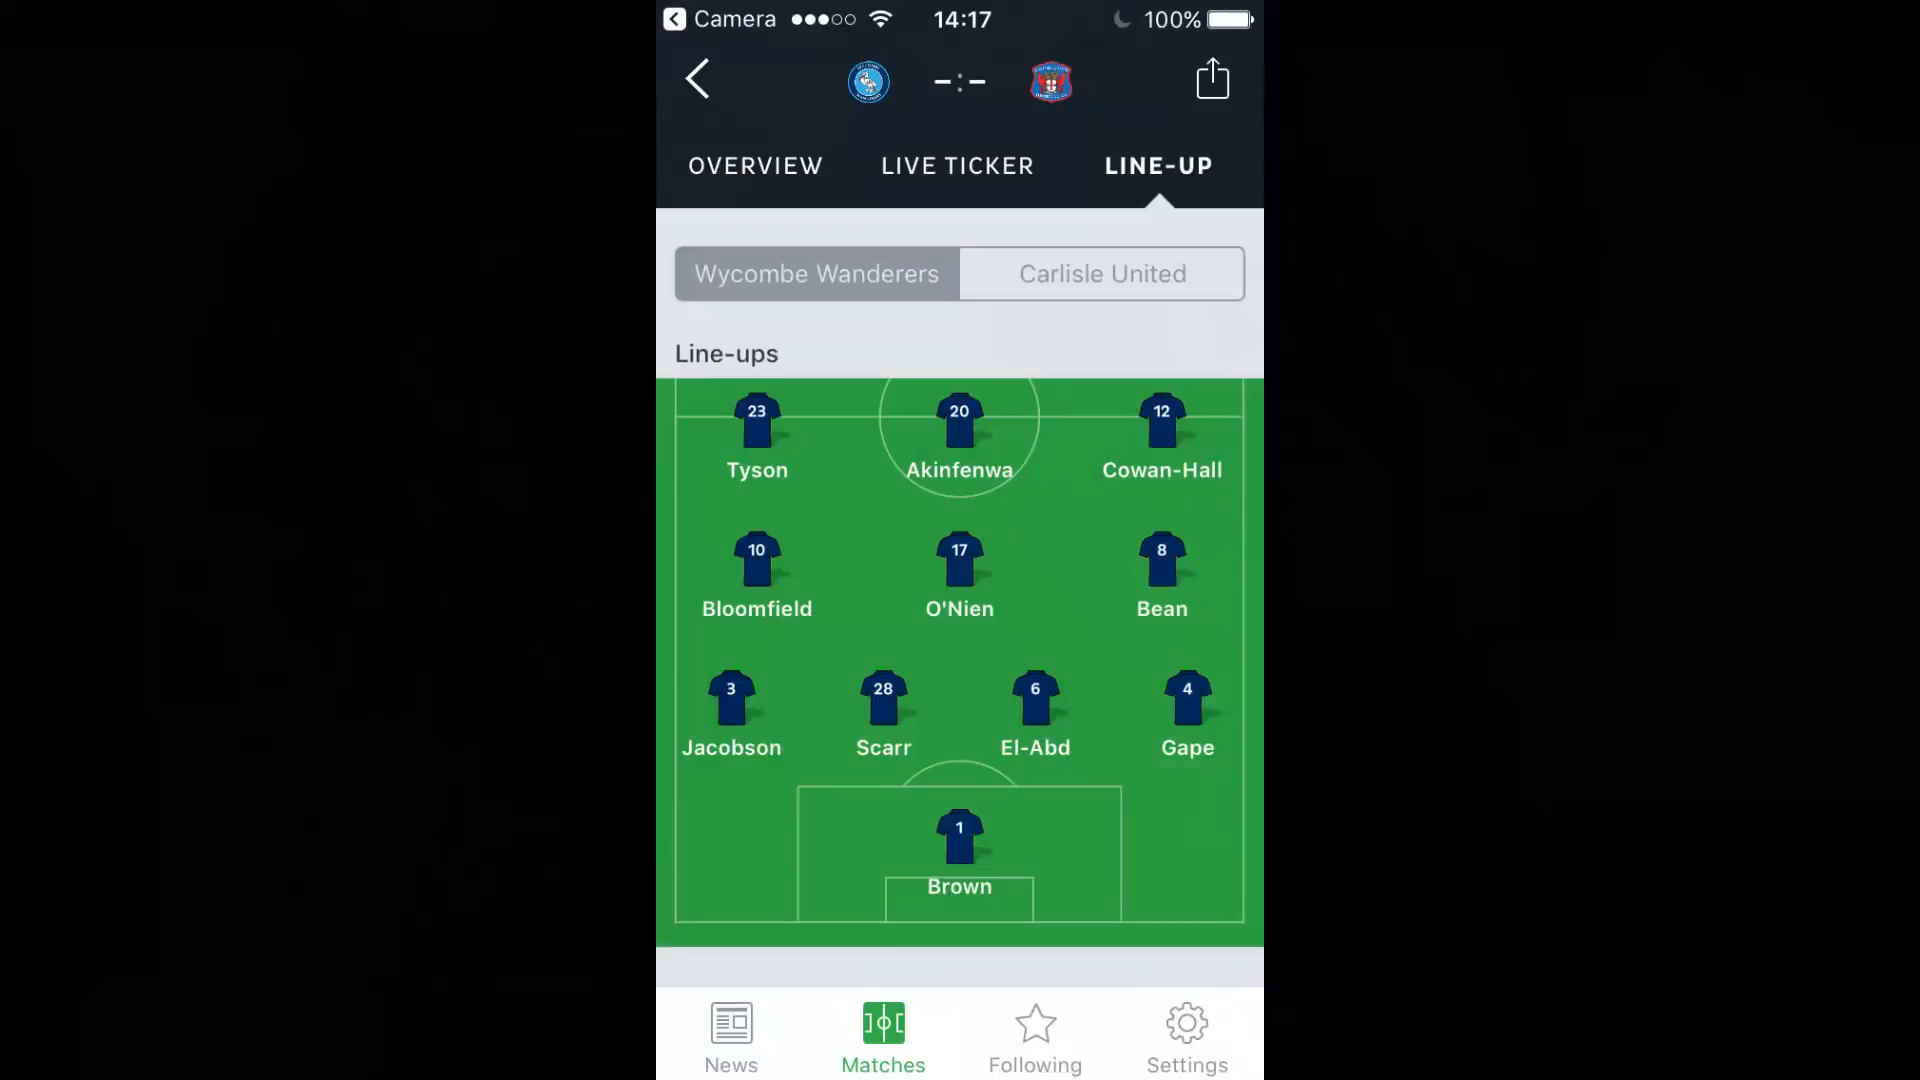 Camera 14:17 100%
- : -
OVERVIEW LIVE TICKER LINE-UP
Wycombe Wanderers Carlisle United
Line-ups
23 20 12
Tyson Akinfenwa Cowan-Hall
10 17 8
Bloomfield O'Nien Bean
3 28 6 4
Jacobson Scarr El-Abd Gape
1
Brown
News Matches Following Settings